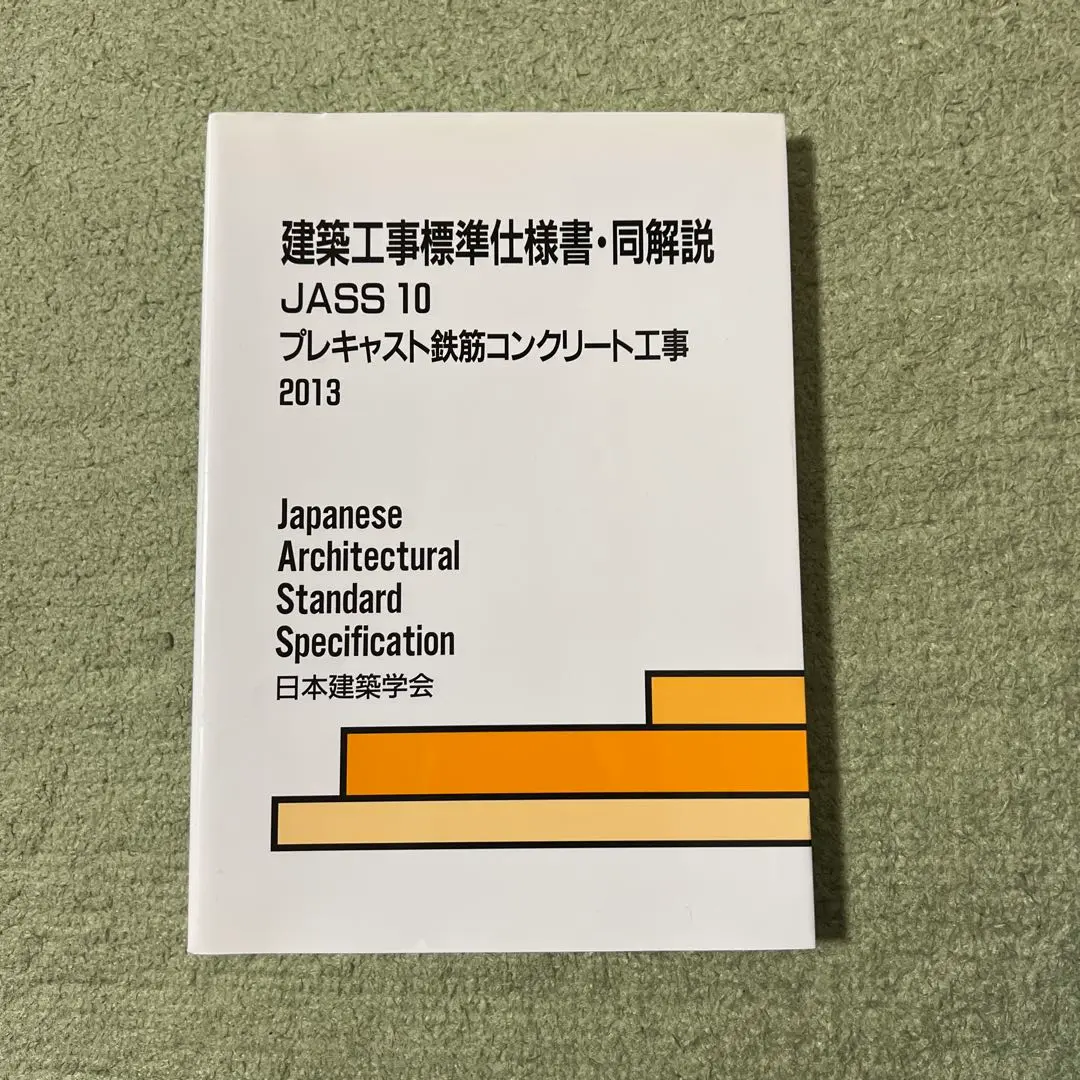 建築工事標準仕様書・同解説
JASS 10
プレキャスト鉄筋コンクリート工事
2013
Japanese
Architectural
Standard
Specification
日本建築学会